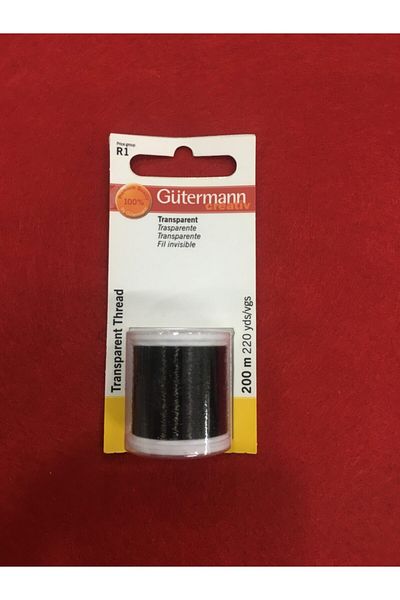 Price group
R1
100%
Gütermann
creativ
Transparent
Trasparente
Transparente
Fil invisible
Transparent Thread
200 m 220 yds/vgs